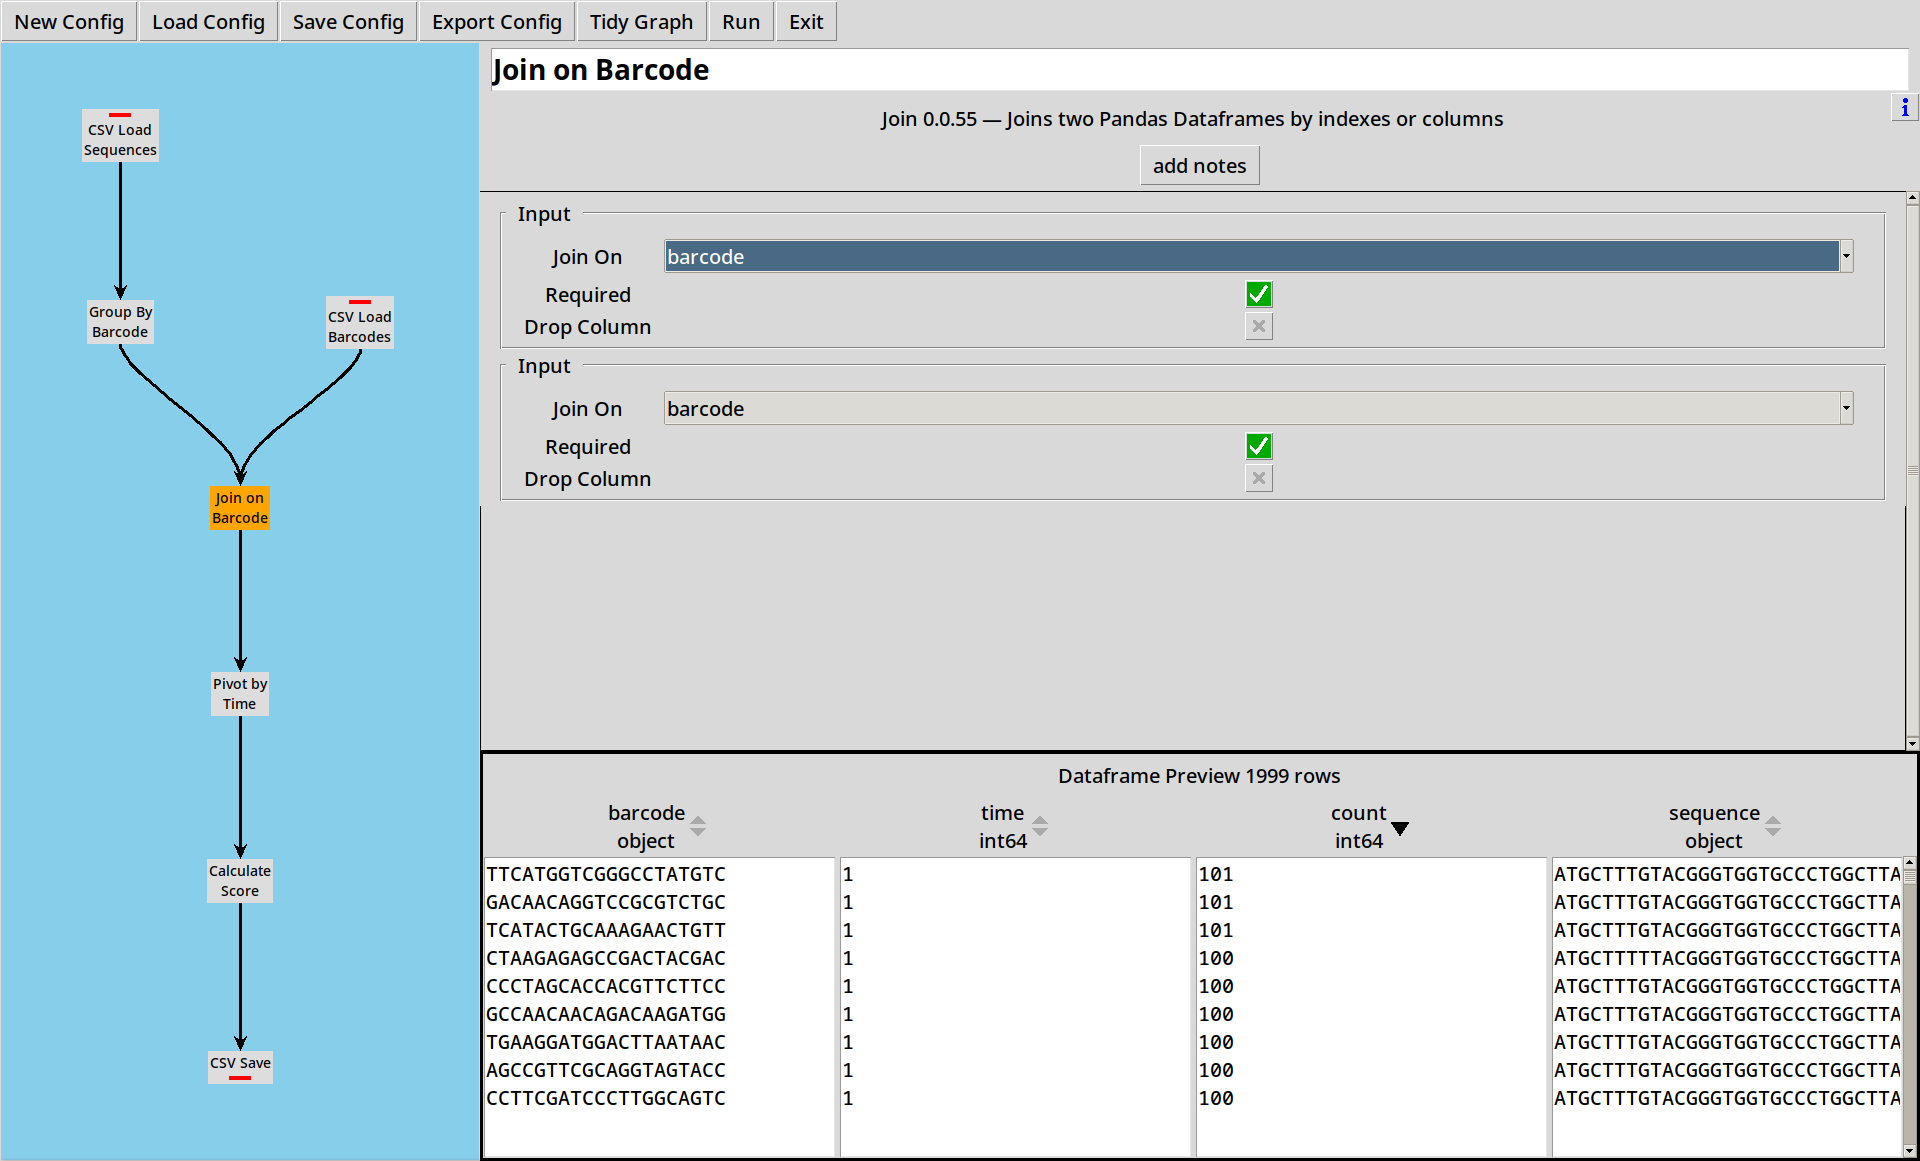 New Config Load Config Save Config Export Config Tidy Graph Run Exit
Join on Barcode
Join 0.0.55 — Joins two Pandas Dataframes by indexes or columns
i
add notes
CSV Load
Sequences
Group By
Barcode
CSV Load
Barcodes
Join on
Barcode
Pivot by
Time
Calculate
Score
CSV Save
Input
Join On barcode
Required
Drop Column
Input
Join On barcode
Required
Drop Column
Dataframe Preview 1999 rows
barcode time count sequence
object int64 int64 object
TTCATGGTCGGGCCTATGTC 1 101 ATGCTTTGTACGGGTGGTGCCCTGGCTTA
GACAACAGGTCCGCGTCTGC 1 101 ATGCTTTGTACGGGTGGTGCCCTGGCTTA
TCATACTGCAAAGAACTGTT 1 101 ATGCTTTGTACGGGTGGTGCCCTGGCTTA
CTAAGAGAGCCGACTACGAC 1 100 ATGCTTTTTACGGGTGGTGCCCTGGCTTA
CCCTAGCACCACGTTCTTCC 1 100 ATGCTTTGTACGGGTGGTGCCCTGGCTTA
GCCAACAACAGACAAGATGG 1 100 ATGCTTTGTACGGGTGGTGCCCTGGCTTA
TGAAGGATGGACTTAATAAC 1 100 ATGCTTTGTACGGGTGGTGCCCTGGCTTA
AGCCGTTCGCAGGTAGTACC 1 100 ATGCTTTGTACGGGTGGTGCCCTGGCTTA
CCTTCGATCCCTTGGCAGTC 1 100 ATGCTTTGTACGGGTGGTGCCCTGGCTTA